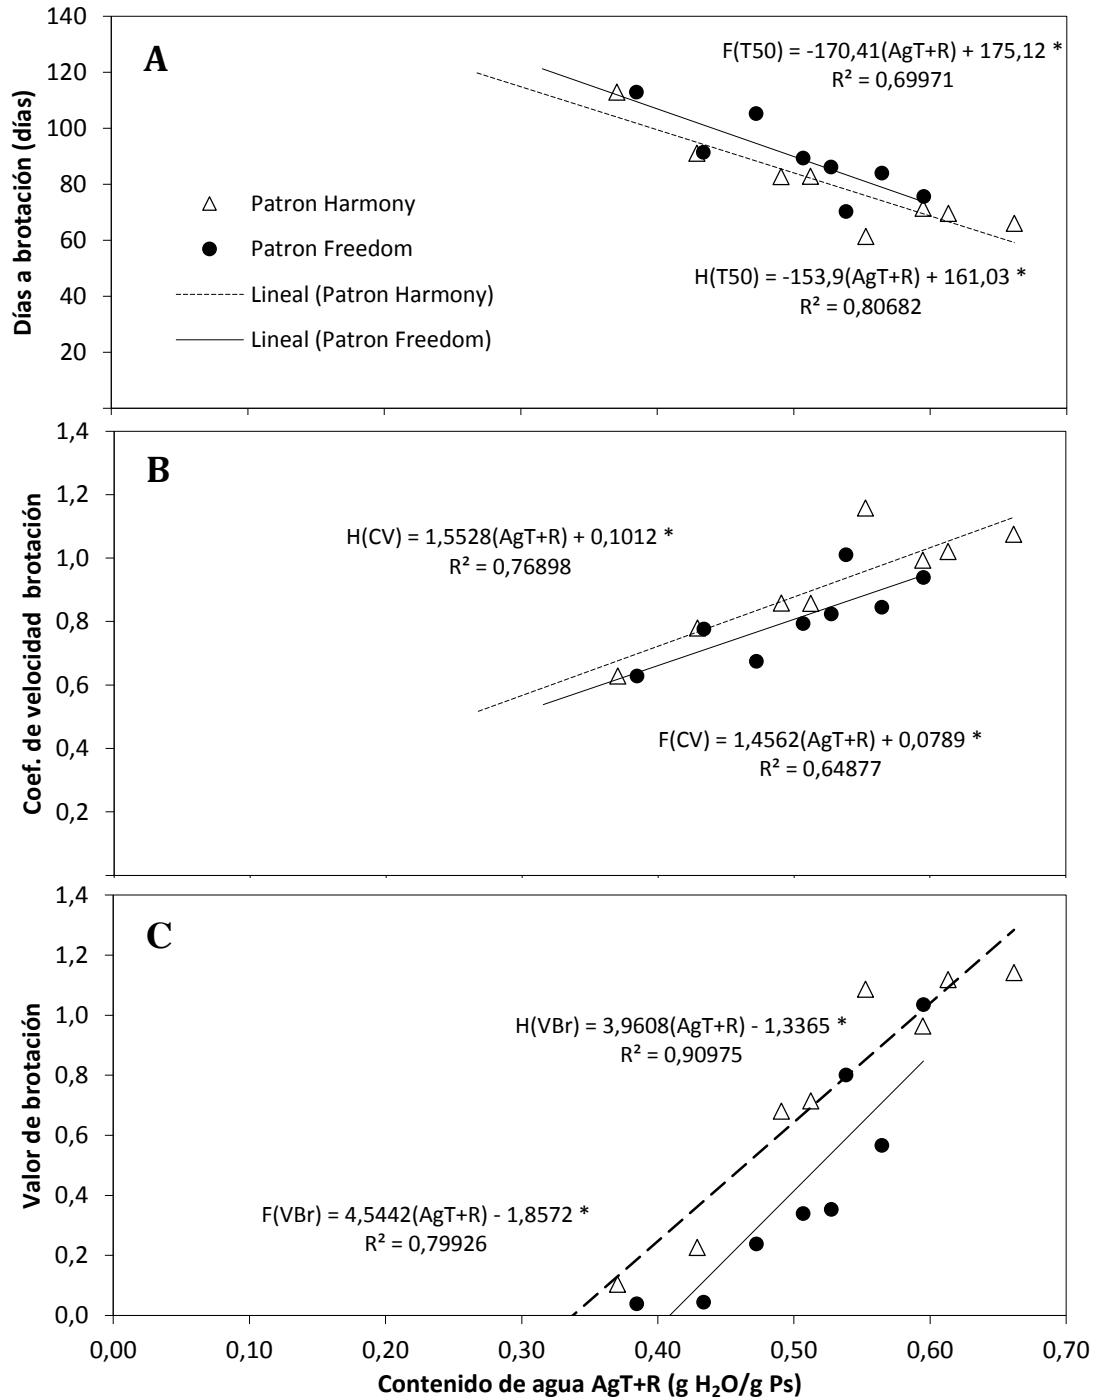 140
120
100
80
60
40
20
Días a brotación (días)
A
F(T50) = -170,41(AgT+R) + 175,12 *
R² = 0,69971
Patron Harmony
Patron Freedom
Lineal (Patron Harmony)
Lineal (Patron Freedom)
H(T50) = -153,9(AgT+R) + 161,03 *
R² = 0,80682
1,4
1,2
1,0
0,8
0,6
0,4
0,2
Coef. de velocidad brotación
B
H(CV) = 1,5528(AgT+R) + 0,1012 *
R² = 0,76898
F(CV) = 1,4562(AgT+R) + 0,0789 *
R² = 0,64877
1,4
1,2
1,0
0,8
0,6
0,4
0,2
0,0
Valor de brotación
C
H(VBr) = 3,9608(AgT+R) - 1,3365 *
R² = 0,90975
F(VBr) = 4,5442(AgT+R) - 1,8572 *
R² = 0,79926
0,00 0,10 0,20 0,30 0,40 0,50 0,60 0,70
Contenido de agua AgT+R (g H₂O/g Ps)